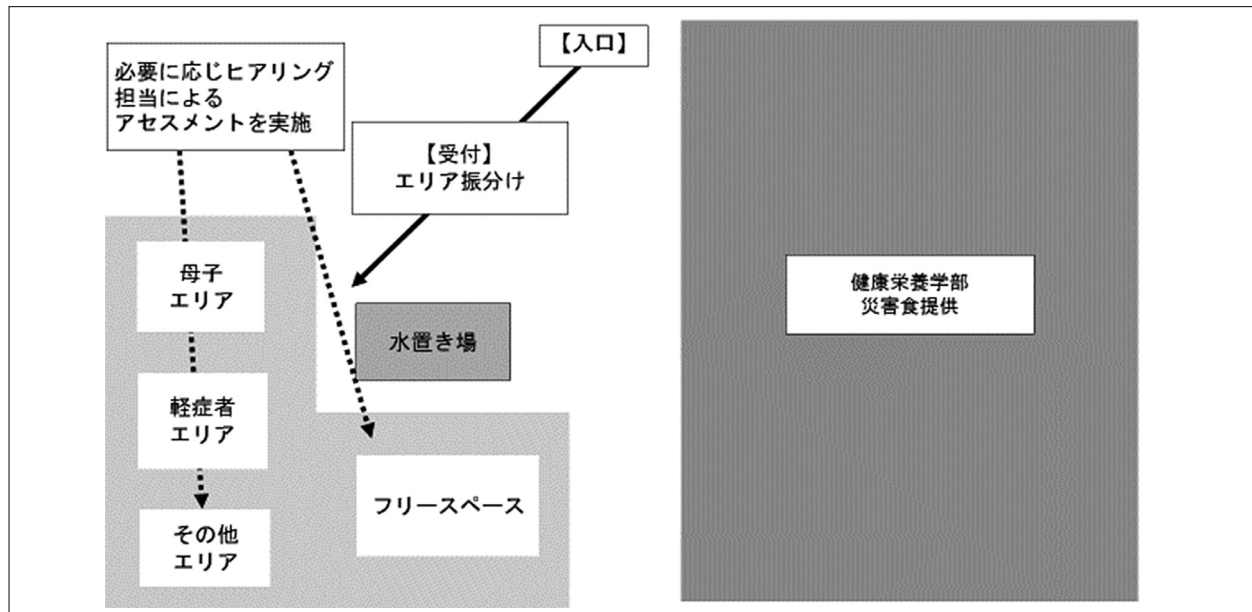 【入口】
必要に応じヒアリング
担当による
アセスメントを実施
【受付】
エリア振分け
母子
エリア
健康栄養学部
災害食提供
水置き場
軽症者
エリア
フリースペース
その他
エリア